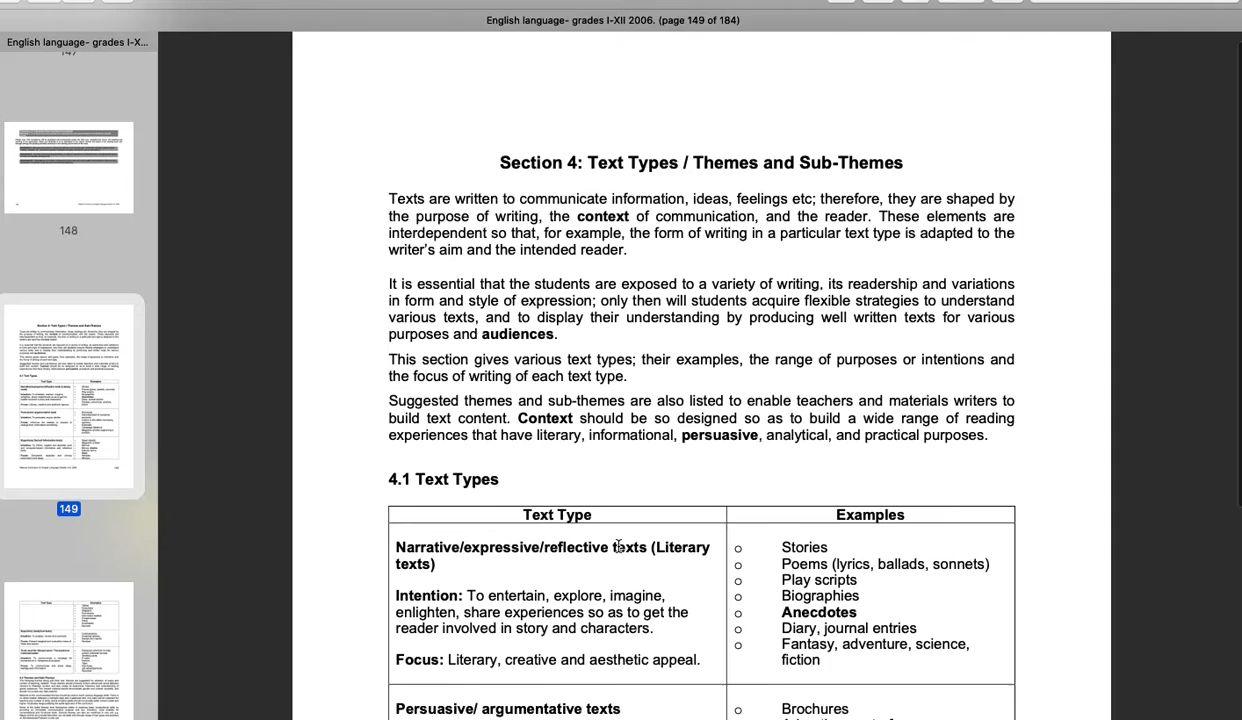 English language- grades I-XII 2006. (page 149 of 184)
English language- grades I-X...
147
148
149
Section 4: Text Types / Themes and Sub-Themes
Texts are written to communicate information, ideas, feelings etc; therefore, they are shaped by
the purpose of writing, the context of communication, and the reader. These elements are
interdependent so that, for example, the form of writing in a particular text type is adapted to the
writer's aim and the intended reader.
It is essential that the students are exposed to a variety of writing, its readership and variations
in form and style of expression; only then will students acquire flexible strategies to understand
various texts, and to display their understanding by producing well written texts for various
purposes and audiences.
This section gives various text types; their examples, the range of purposes or intentions and
the focus of writing of each text type.
Suggested themes and sub-themes are also listed to enable teachers and materials writers to
build text content. Context should be so designed so as to build a wide range of reading
experiences that have literary, informational, persuasive, analytical, and practical purposes.
4.1 Text Types
Text Type
Examples
Narrative/expressive/reflective texts (Literary
texts)
Intention: To entertain, explore, imagine,
enlighten, share experiences so as to get the
reader involved in story and characters.
Focus: Literary, creative and aesthetic appeal.
o Stories
o Poems (lyrics, ballads, sonnets)
o Play scripts
o Biographies
o Anecdotes
o Diary, journal entries
o Fantasy, adventure, science,
fiction
Persuasive/ argumentative texts
o Brochures